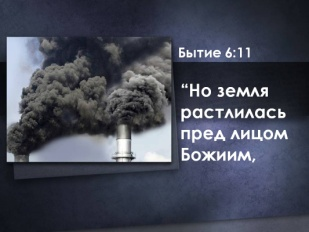 Бытие 6:11
“Но земля
растлилась
пред лицом
Божиим,